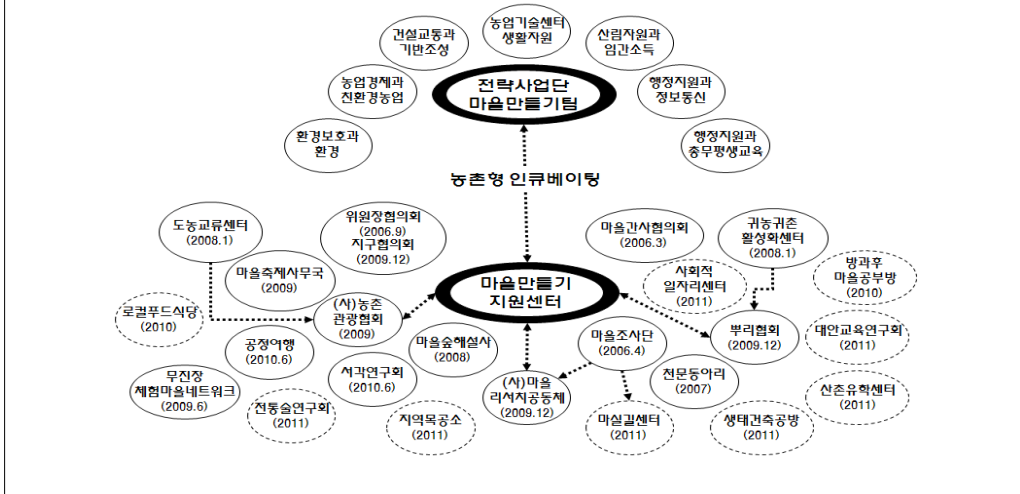 농업기술센터
생활자원
건설교통과
기반조성
산림자원과
임간소득
농업경제과
친환경농업
전략사업단
마을만들기팀
행정지원과
정보통신
환경보호과
환경
행정지원과
총무평생교육
농촌형 인큐베이팅
도농교류센터
(2008.1)
위원장협의회
(2006.9)
지구협의회
(2009.12)
마을간사협의회
(2006.3)
귀농귀촌
활성화센터
(2008.1)
마을축제사무국
(2009)
마을만들기
지원센터
사회적
일자리센터
(2011)
방과후
마을공부방
(2010)
로컬푸드식당
(2010)
(사)농촌
관광협회
(2009)
마을숲해설사
(2008)
마을조사단
(2006.4)
뿌리협회
(2009.12)
대안교육연구회
(2011)
공정여행
(2010.6)
서각연구회
(2010.6)
(사)마을
리서치공동체
(2009.12)
전문동아리
(2007)
무진장
체험마을네트워크
(2009.6)
산촌유학센터
(2011)
전통술연구회
(2011)
지역목공소
(2011)
마실길센터
(2011)
생태건축공방
(2011)